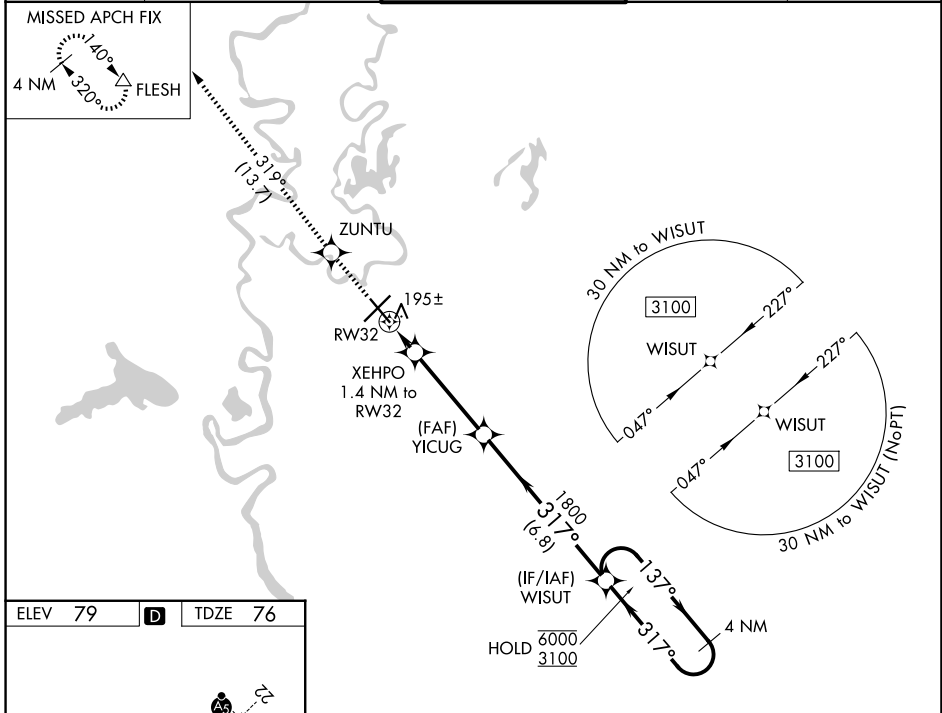 MISSED APCH FIX
140°
4 NM
320°
FLESH
319°
(13.7)
ZUNTU
195±
RW32
XEHPO
1.4 NM to
RW32
(FAF)
YICUG
1800
317°
(6.8)
(IF/IAF)
WISUT
137°
317°
4 NM
HOLD 6000
3100
30 NM to WISUT
3100
227°
WISUT
047°
227°
WISUT
047°
3100
30 NM to WISUT (NoPT)
ELEV 79 D TDZE 76
A5
22